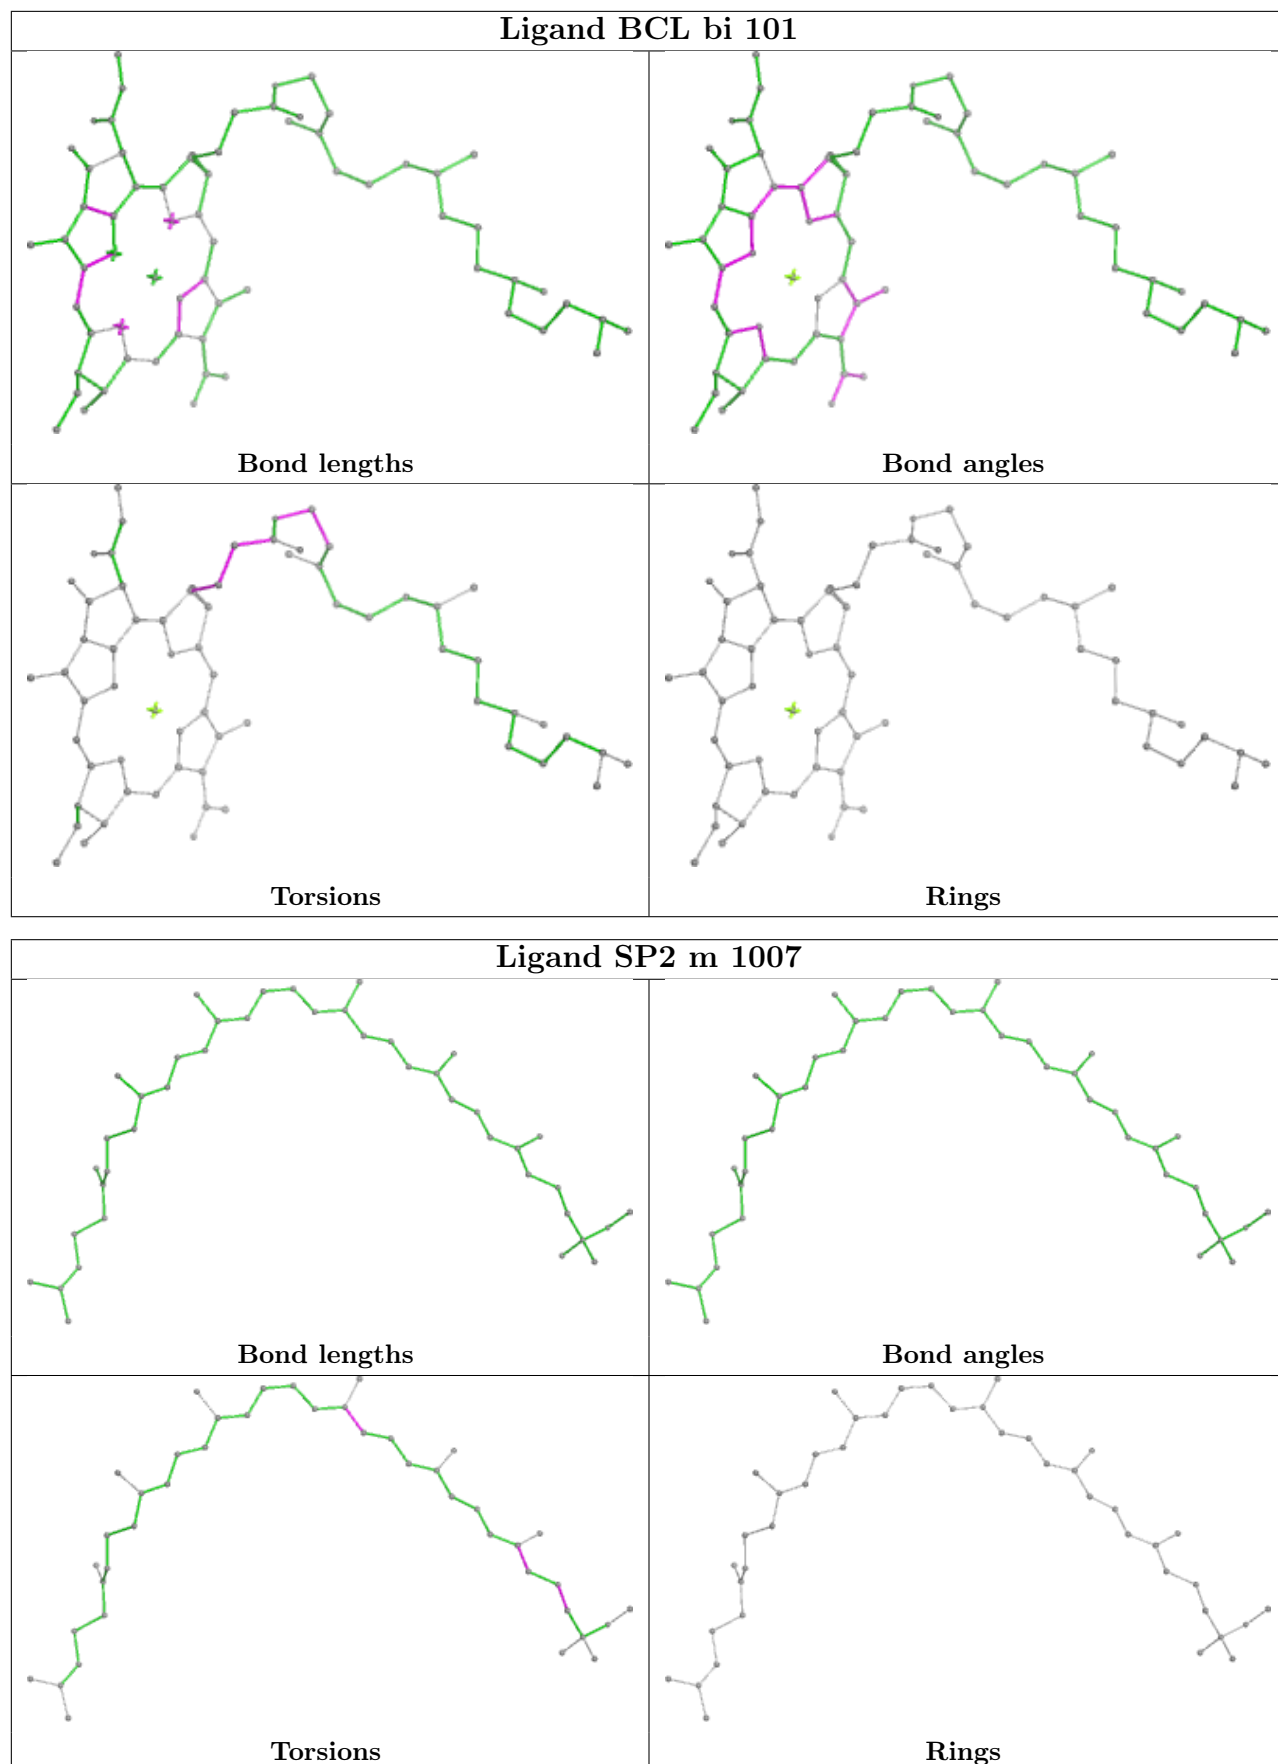 Ligand BCL bi 101
Bond lengths
Bond angles
Torsions
Rings
Ligand SP2 m 1007
Bond lengths
Bond angles
Torsions
Rings